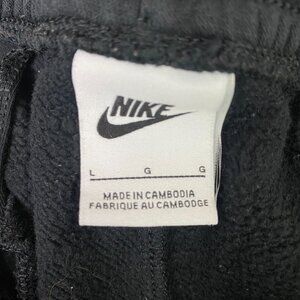 NIKE
L G G
MADE IN CAMBODIA
FABRIQUE AU CAMBODGE